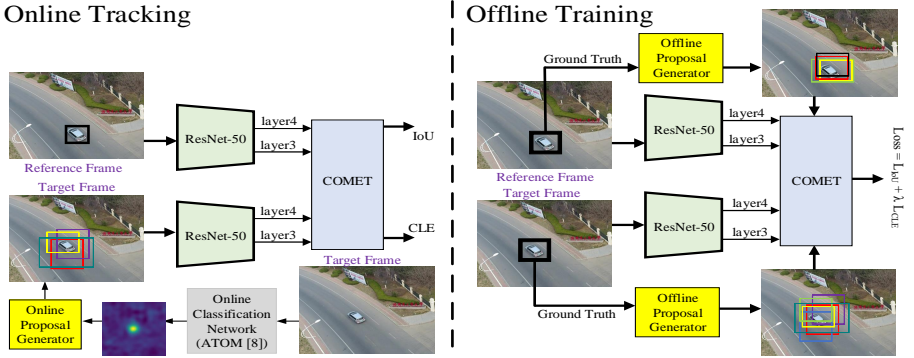 Online Tracking
ResNet-50
layer4
layer3
Reference Frame
Target Frame
ResNet-50
layer4
layer3
COMET
IoU
CLE
Target Frame
Online
Proposal
Generator
Online
Classification
Network
(ATOM [8])
Offline Training
Ground Truth
Offline
Proposal
Generator
ResNet-50
layer4
layer3
Reference Frame
Target Frame
ResNet-50
layer4
layer3
COMET
Loss = L_IoU + λ L_CLE
Ground Truth
Offline
Proposal
Generator